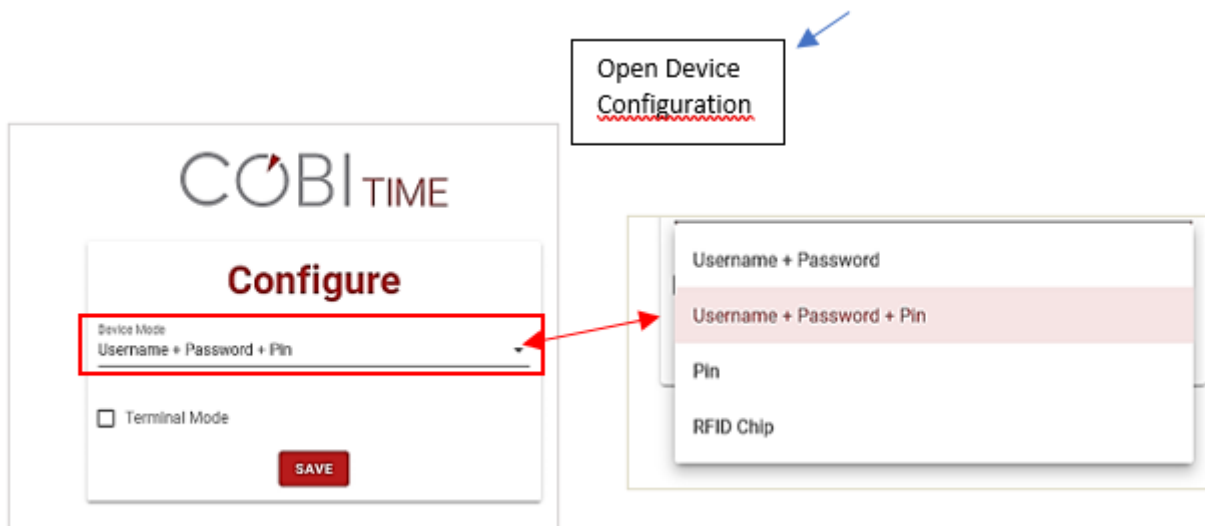 Open Device
Configuration
COBI TIME
Configure
Device Mode
Username + Password + Pin
Terminal Mode
SAVE
Username + Password
Username + Password + Pin
Pin
RFID Chip